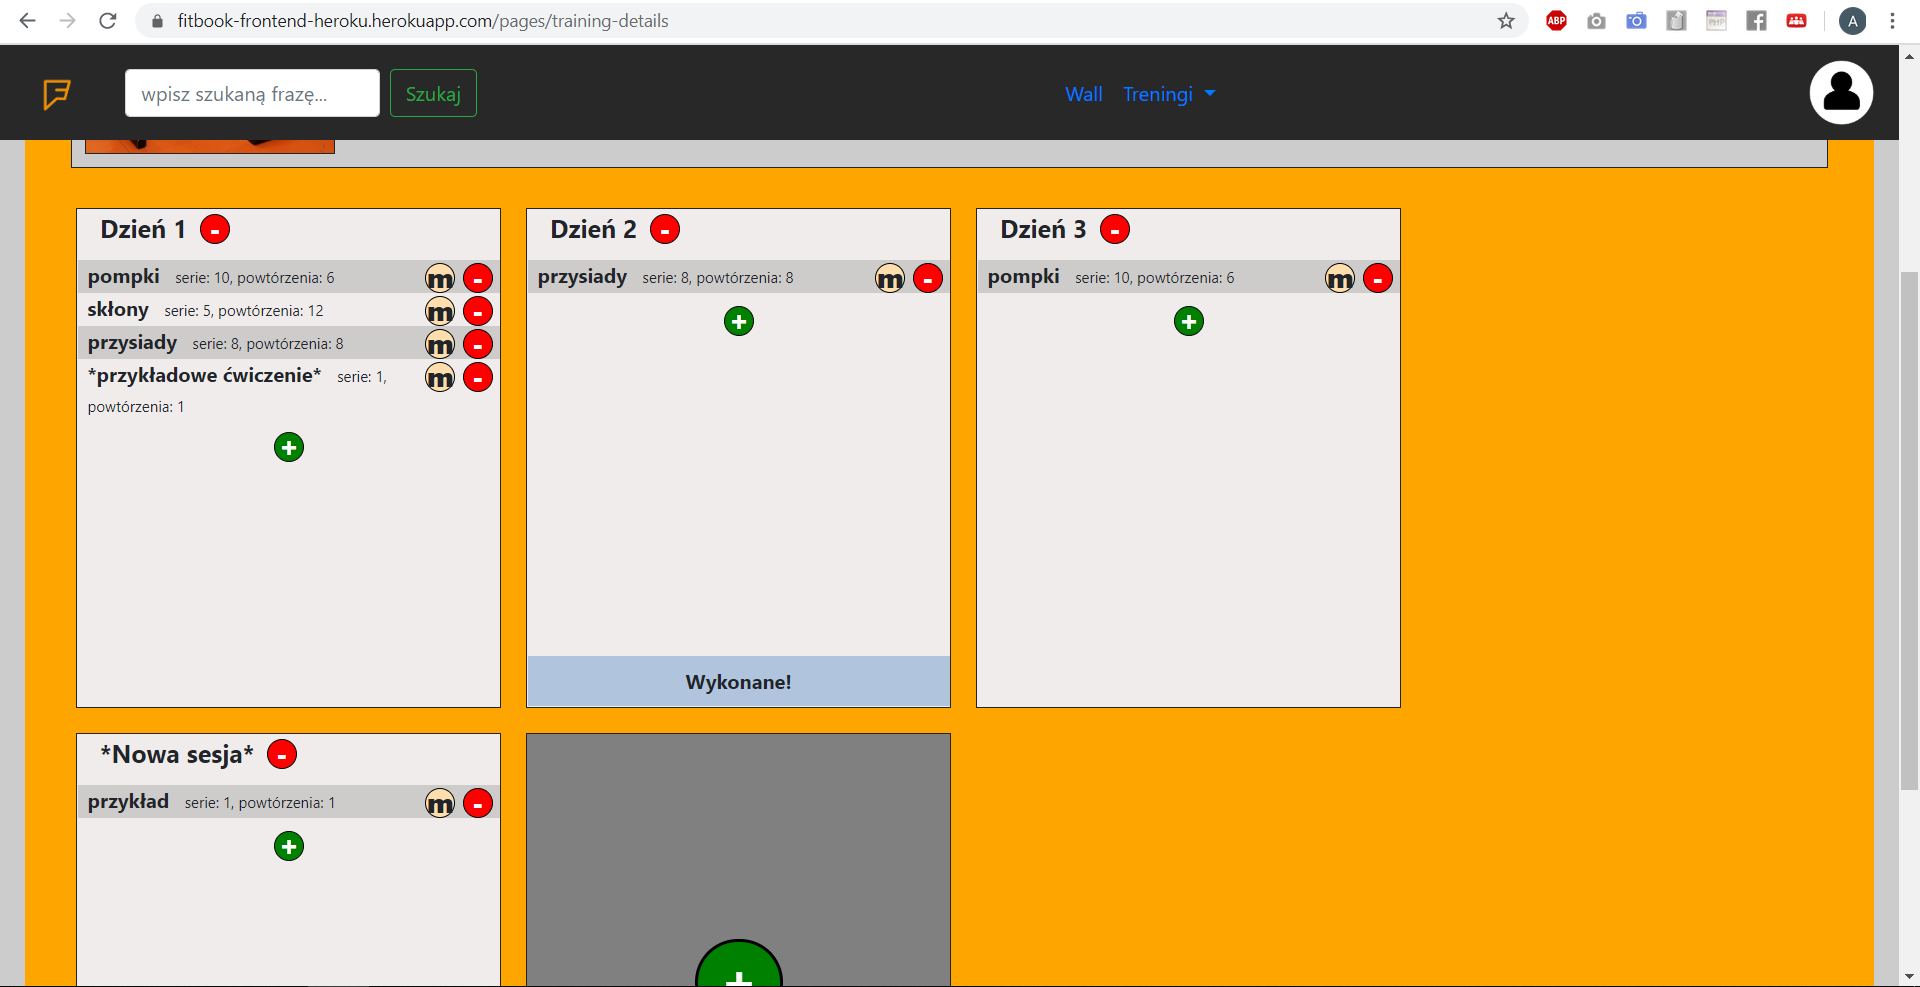 fitbook-frontend-heroku.herokuapp.com/pages/training-details
ABP
PHP
A
wpisz szukaną frazę...
Szukaj
Wall
Treningi
Dzień 1
-
pompki serie: 10, powtórzenia: 6
m
-
skłony serie: 5, powtórzenia: 12
m
-
przysiady serie: 8, powtórzenia: 8
m
-
*przykładowe ćwiczenie* serie: 1,
powtórzenia: 1
m
-
+
Dzień 2
-
przysiady serie: 8, powtórzenia: 8
m
-
+
Wykonane!
Dzień 3
-
pompki serie: 10, powtórzenia: 6
m
-
+
*Nowa sesja*
-
przykład serie: 1, powtórzenia: 1
m
-
+
+